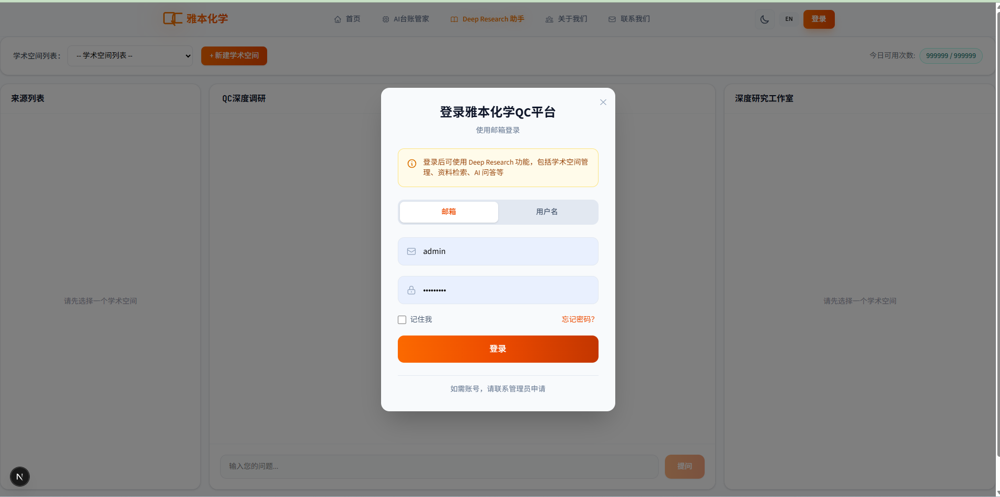 雅本化学
首页
AI台账管家
Deep Research 助手
关于我们
联系我们
EN
登录
学术空间列表：
-- 学术空间列表 --
+ 新建学术空间
今日可用次数:
999999 / 999999
来源列表
QC深度调研
深度研究工作室
登录雅本化学QC平台
使用邮箱登录
登录后可使用 Deep Research 功能，包括学术空间管
理、资料检索、AI 问答等
邮箱
用户名
admin
•••••••••
请先选择一个学术空间
请先选择一个学术空间
记住我
忘记密码？
登录
如需账号，请联系管理员申请
输入您的问题...
提问
N